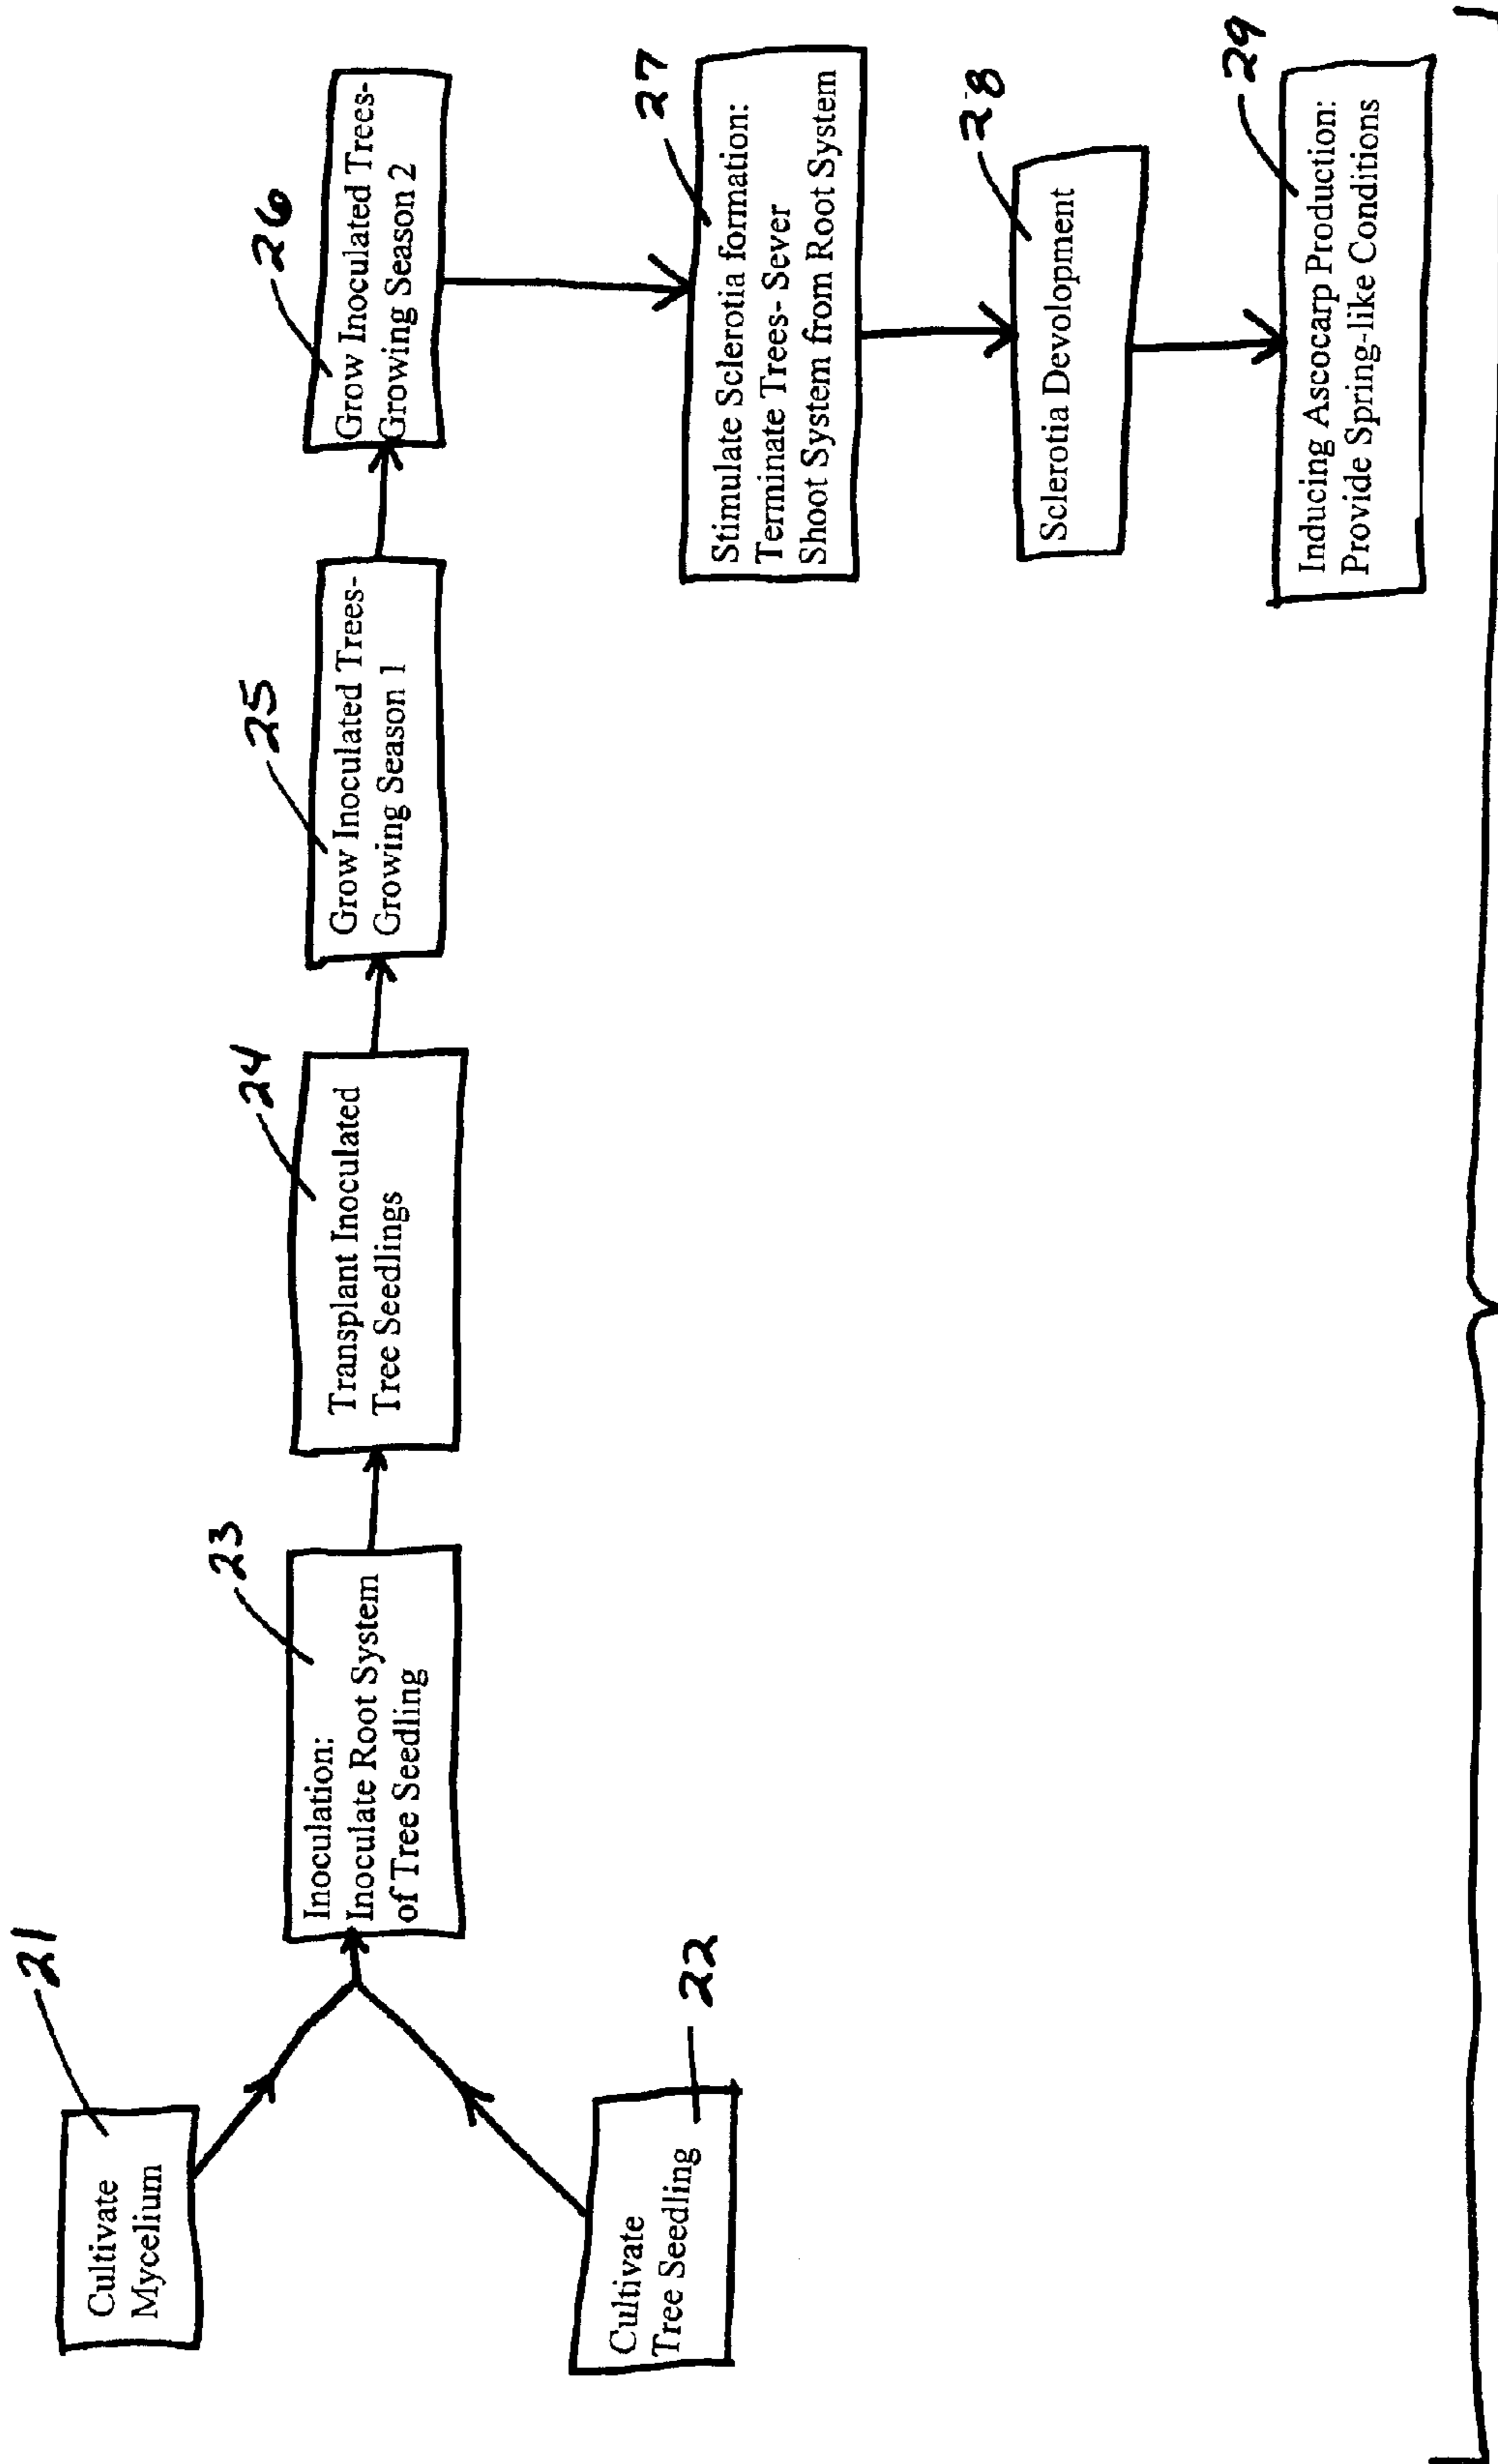 21
Cultivate
Mycelium
22
Cultivate
Tree Seedling
23
Inoculation:
Inoculate Root System
of Tree Seedling
24
Transplant Inoculated
Tree Seedlings
25
Grow Inoculated Trees-
Growing Season 1
26
Grow Inoculated Trees-
Growing Season 2
27
Stimulate Sclerotia formation:
Terminate Trees- Sever
Shoot System from Root System
28
Sclerotia Devolopment
29
Inducing Ascocarp Production:
Provide Spring-like Conditions